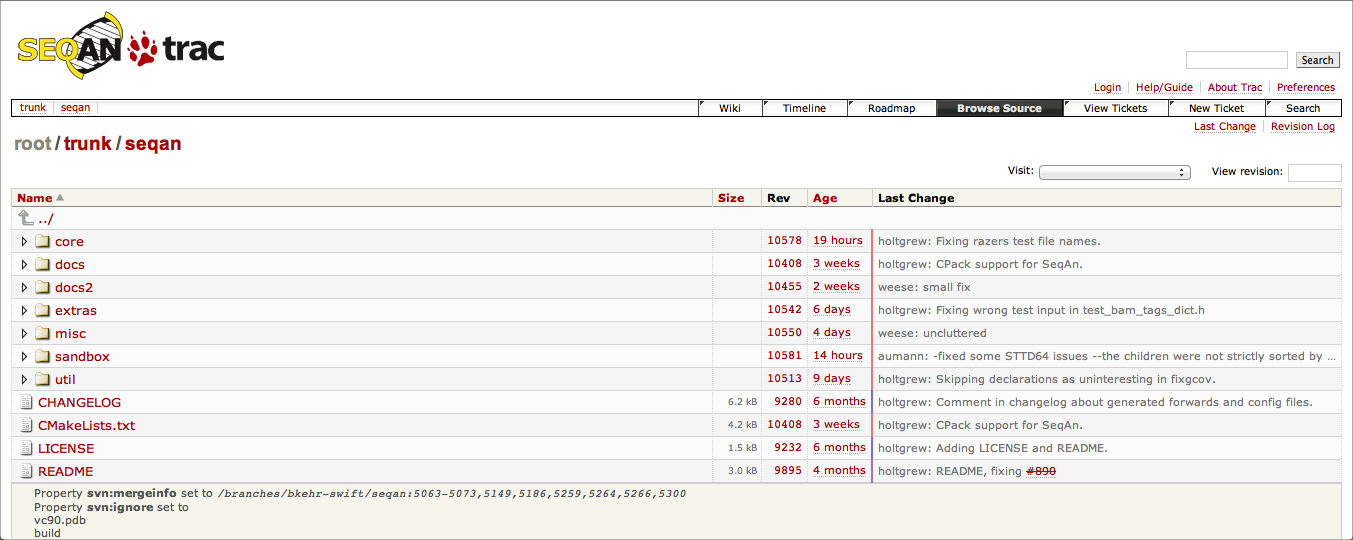 SEQAN trac
Search
Login Help/Guide About Trac Preferences
trunk seqan Wiki Timeline Roadmap Browse Source View Tickets New Ticket Search
Last Change Revision Log
root / trunk / seqan
Visit: View revision:
Name Size Rev Age Last Change
../
core 10578 19 hours holtgrew: Fixing razers test file names.
docs 10408 3 weeks holtgrew: CPack support for SeqAn.
docs2 10455 2 weeks weese: small fix
extras 10542 6 days holtgrew: Fixing wrong test input in test_bam_tags_dict.h
misc 10550 4 days weese: uncluttered
sandbox 10581 14 hours aumann: -fixed some STTD64 issues --the children were not strictly sorted by ...
util 10513 9 days holtgrew: Skipping declarations as uninteresting in fixgcov.
CHANGELOG 6.2 kB 9280 6 months holtgrew: Comment in changelog about generated forwards and config files.
CMakeLists.txt 4.2 kB 10408 3 weeks holtgrew: CPack support for SeqAn.
LICENSE 1.5 kB 9232 6 months holtgrew: Adding LICENSE and README.
README 3.0 kB 9895 4 months holtgrew: README, fixing #890
Property svn:mergeinfo set to /branches/bkehr-swift/seqan:5063-5073,5149,5186,5259,5264,5266,5300
Property svn:ignore set to
vc90.pdb
build